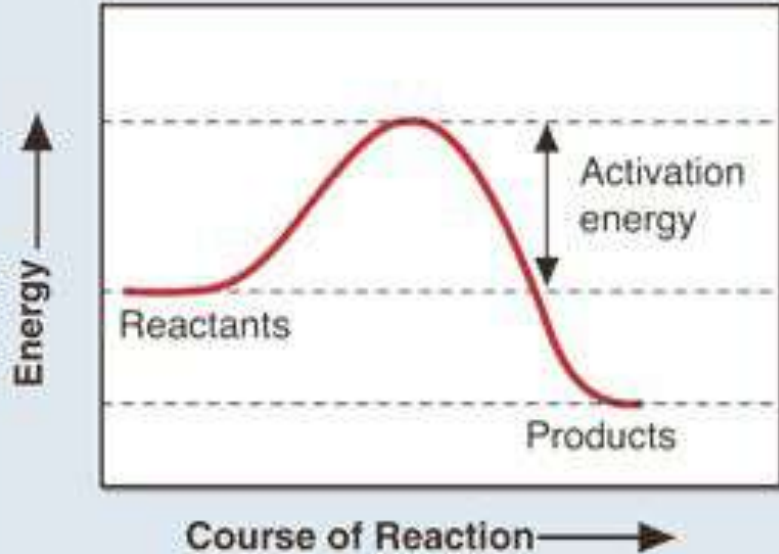 Activation
energy
Energy
Reactants
Products
Course of Reaction